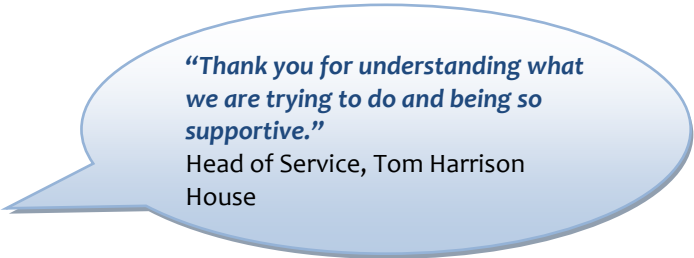 “Thank you for understanding what
we are trying to do and being so
supportive.”
Head of Service, Tom Harrison
House